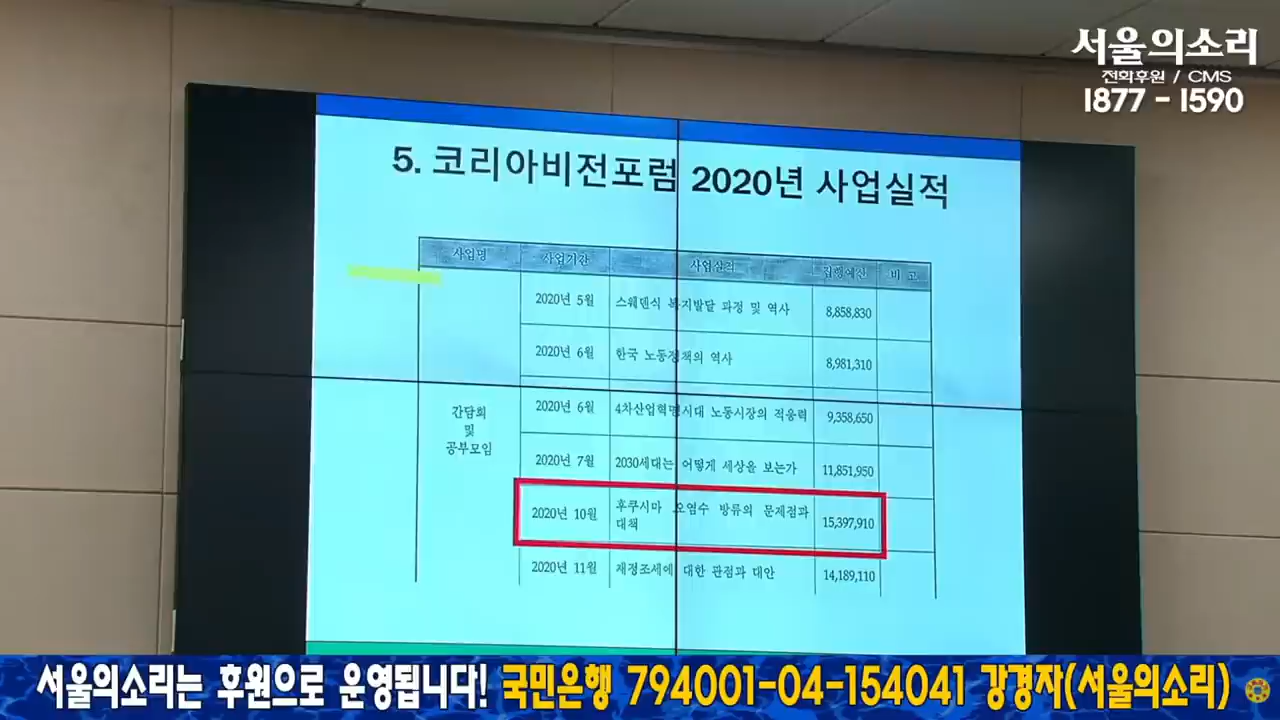 서울의소리
전화후원 / CMS
1877 - 1590
5. 코리아비전포럼 2020년 사업실적
사업명 사업기간 사업실적 집행예산 비 고
2020년 5월 스웨덴식 복지발달 과정 및 역사 8,858,830
2020년 6월 한국 노동정책의 역사 8,981,310
2020년 6월 4차산업혁명시대 노동시장의 적응력 9,358,650
간담회
및
공부모임
2020년 7월 2030세대는 어떻게 세상을 보는가 11,851,950
2020년 10월 후쿠시마 오염수 방류의 문제점과
대책 15,397,910
2020년 11월 재정조세에 대한 관점과 대안 14,189,110
서울의소리는 후원으로 운영됩니다! 국민은행 794001-04-154041 강경자(서울의소리)